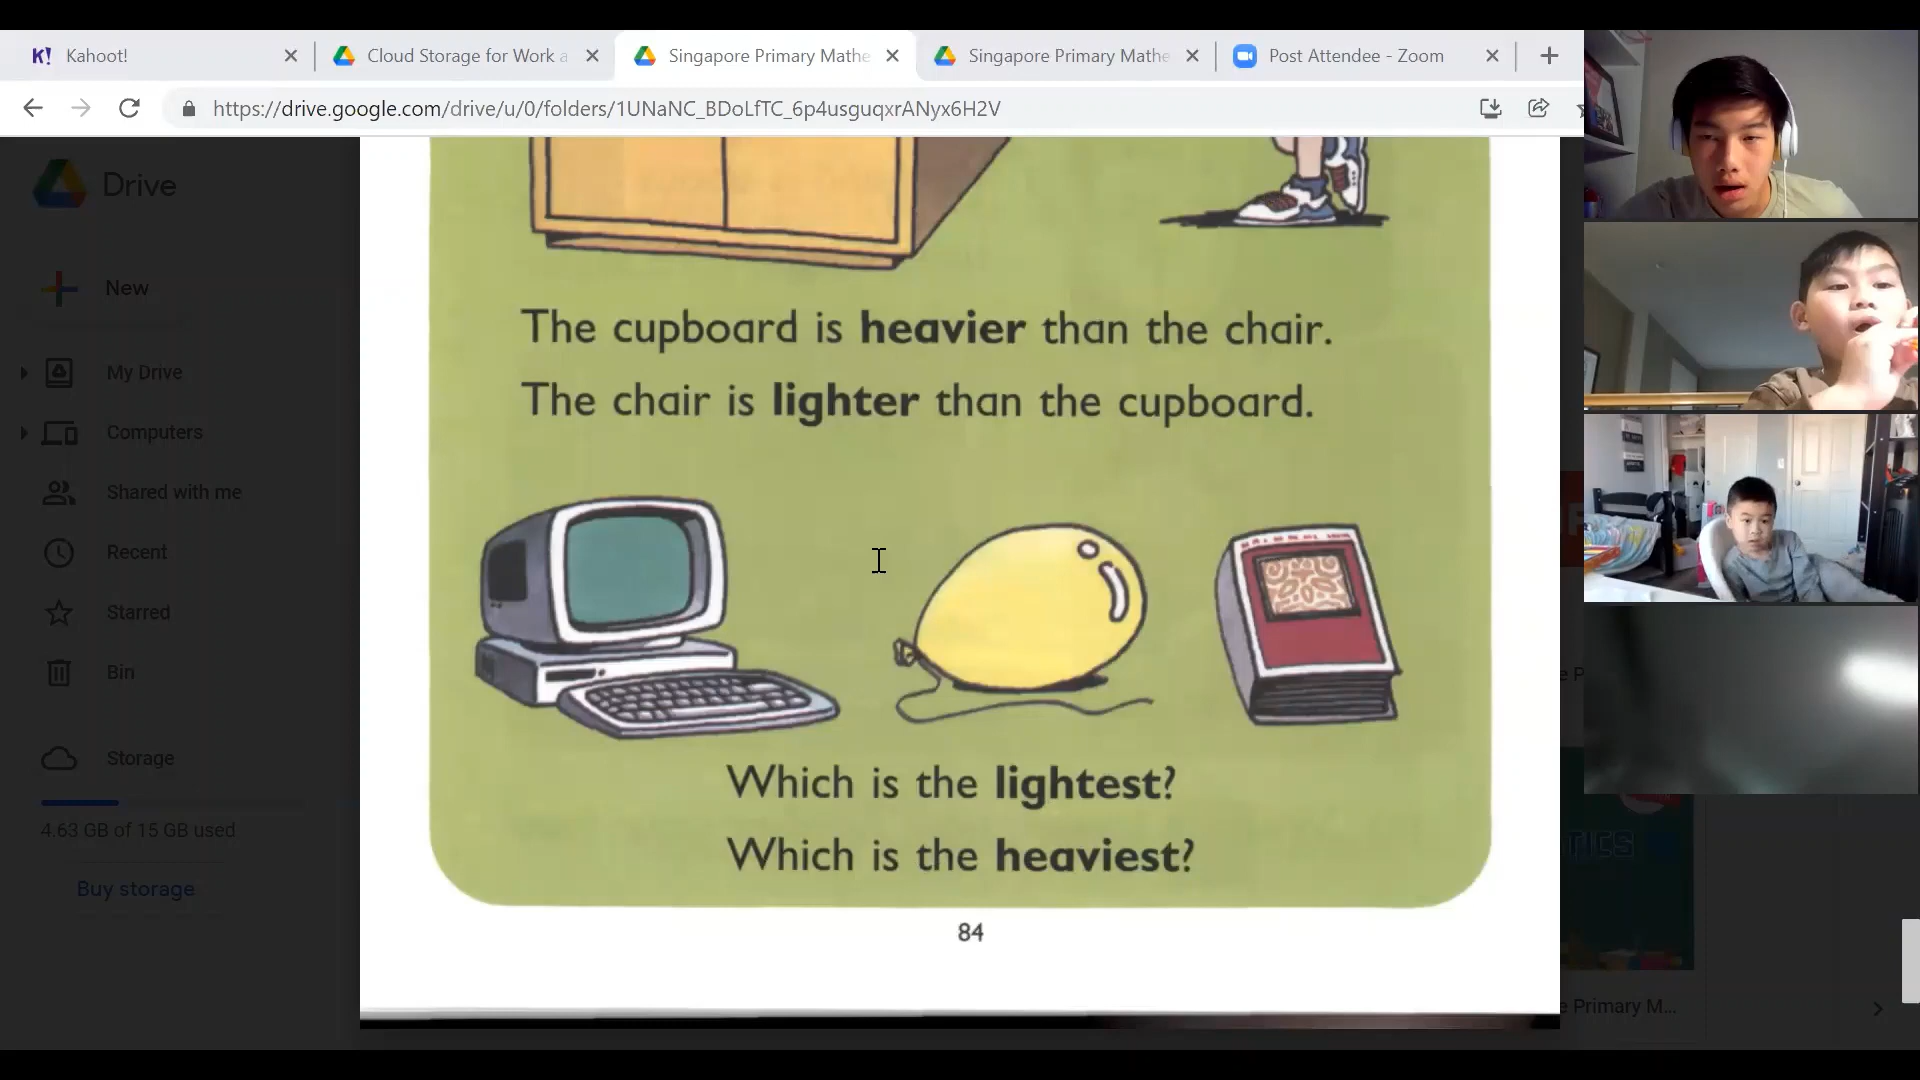 Kahoot!
Cloud Storage for Work a
Singapore Primary Mathe
Singapore Primary Mathe
Post Attendee - Zoom
https://drive.google.com/drive/u/0/folders/1UNaNC_BDoLfTC_6p4usguqxrANyx6H2V
Drive
New
My Drive
Computers
Shared with me
Recent
Starred
Bin
Storage
4.63 GB of 15 GB used
Buy storage
The cupboard is heavier than the chair.
The chair is lighter than the cupboard.
Which is the lightest?
Which is the heaviest?
84
e P
TICS
e Primary M...